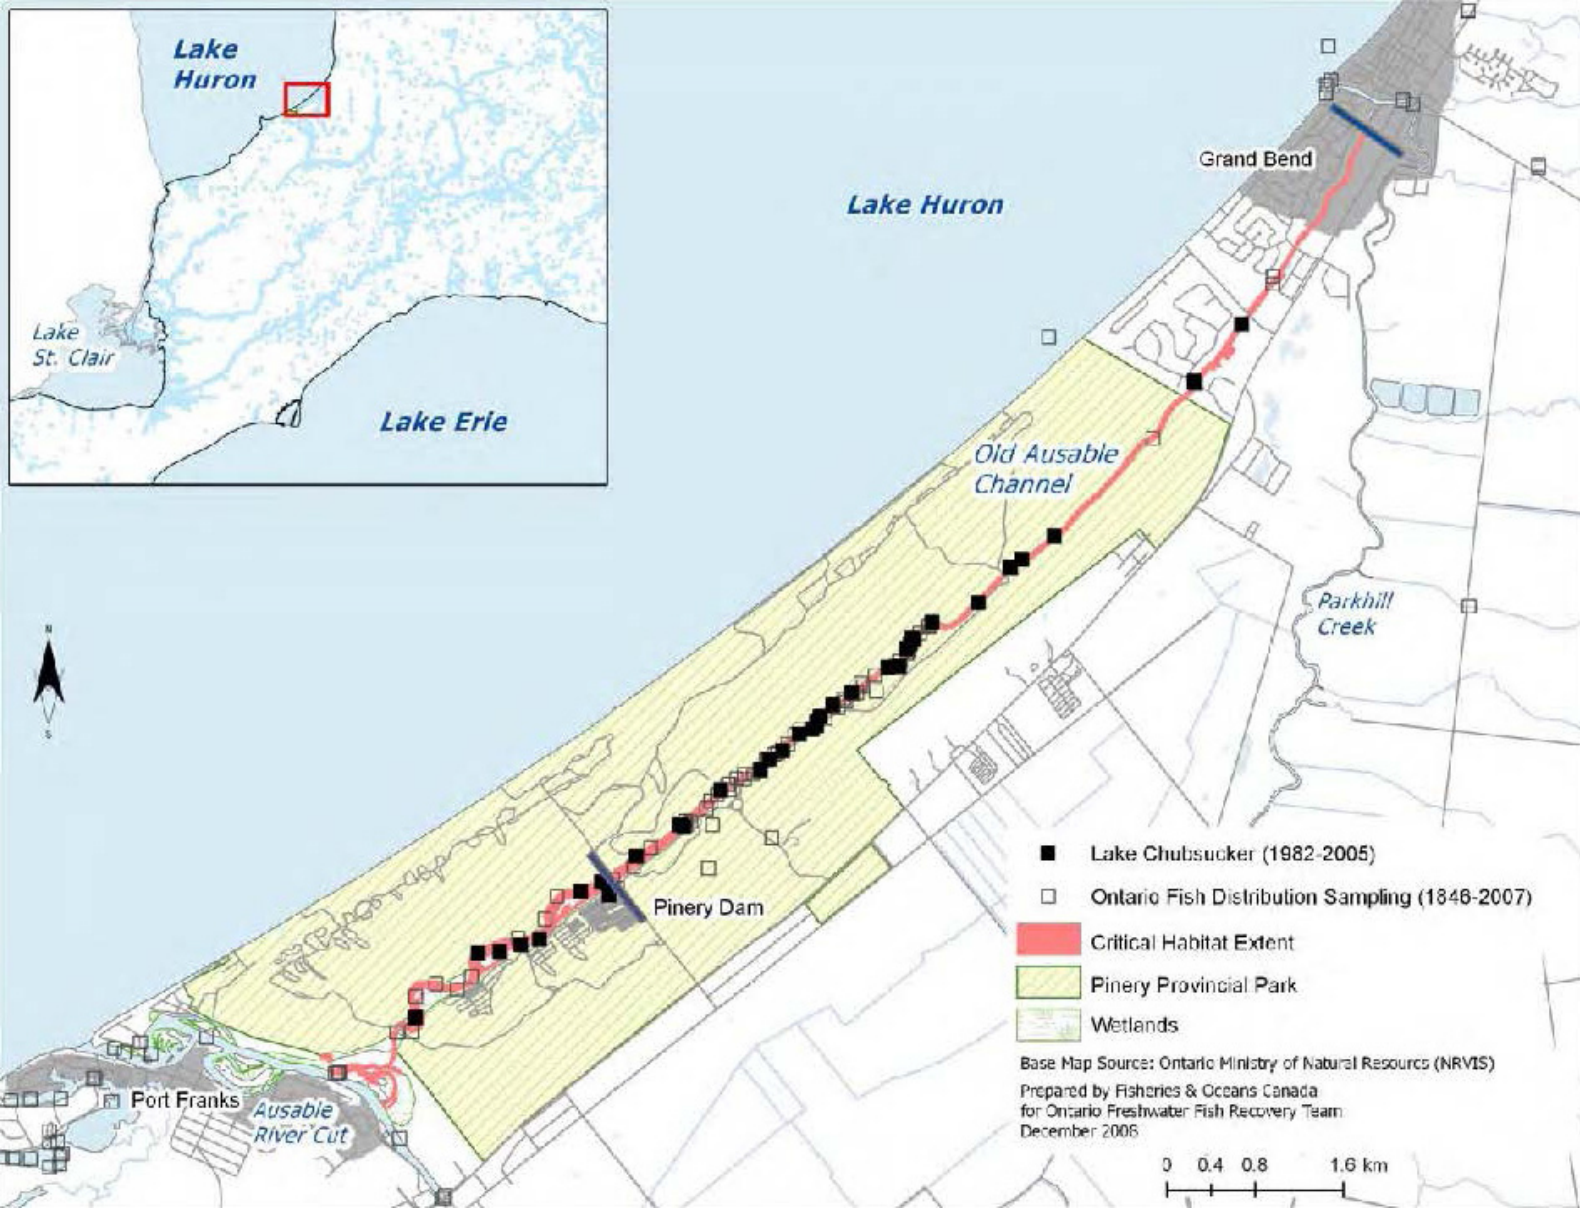 Lake
Huron
Lake
St. Clair
Lake Erie
Lake Huron
Grand Bend
Old Ausable
Channel
Parkhill
Creek
N
S
Pinery Dam
Port Franks
Ausable
River Cut
Lake Chubsucker (1982-2005)
Ontario Fish Distribution Sampling (1846-2007)
Critical Habitat Extent
Pinery Provincial Park
Wetlands
Base Map Source: Ontario Ministry of Natural Resourcs (NRVIS)
Prepared by Fisheries & Oceans Canada
for Ontario Freshwater Fish Recovery Team
December 2008
0 0.4 0.8 1.6 km